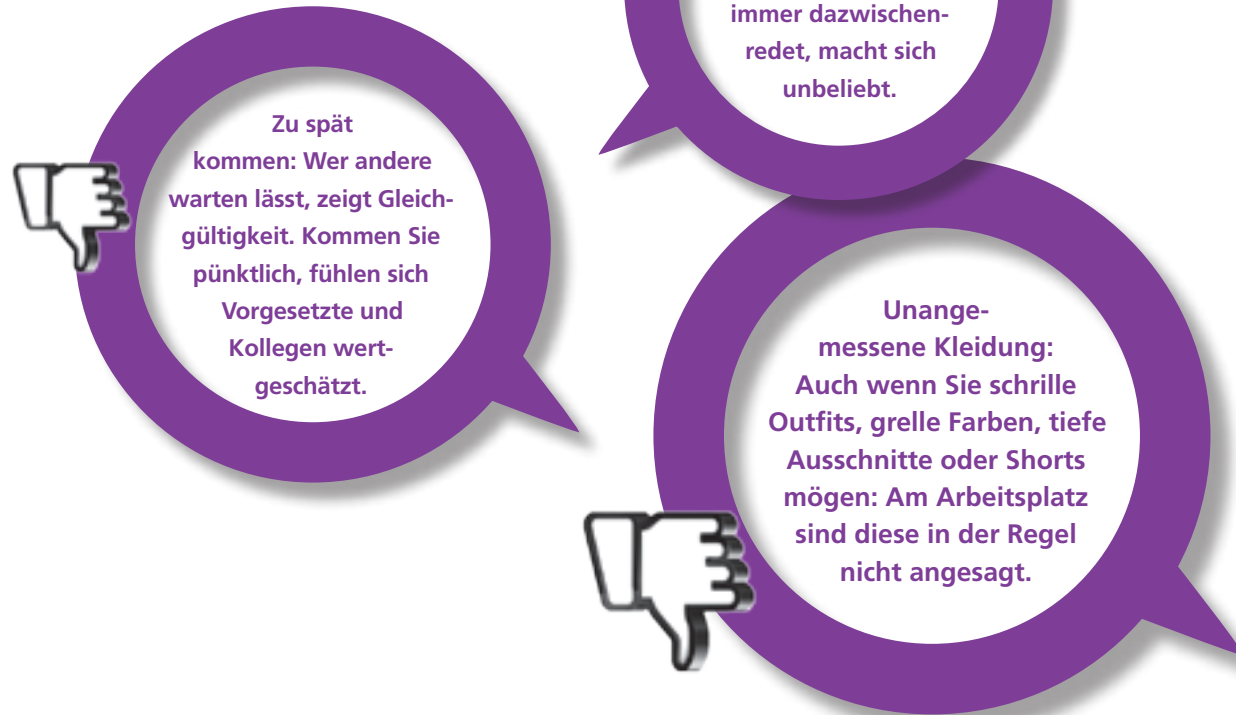 immer dazwischen-
redet, macht sich
unbeliebt.
Zu spät
kommen: Wer andere
warten lässt, zeigt Gleich-
gültigkeit. Kommen Sie
pünktlich, fühlen sich
Vorgesetzte und
Kollegen wert-
geschätzt.
Unange-
messene Kleidung:
Auch wenn Sie schrille
Outfits, grelle Farben, tiefe
Ausschnitte oder Shorts
mögen: Am Arbeitsplatz
sind diese in der Regel
nicht angesagt.